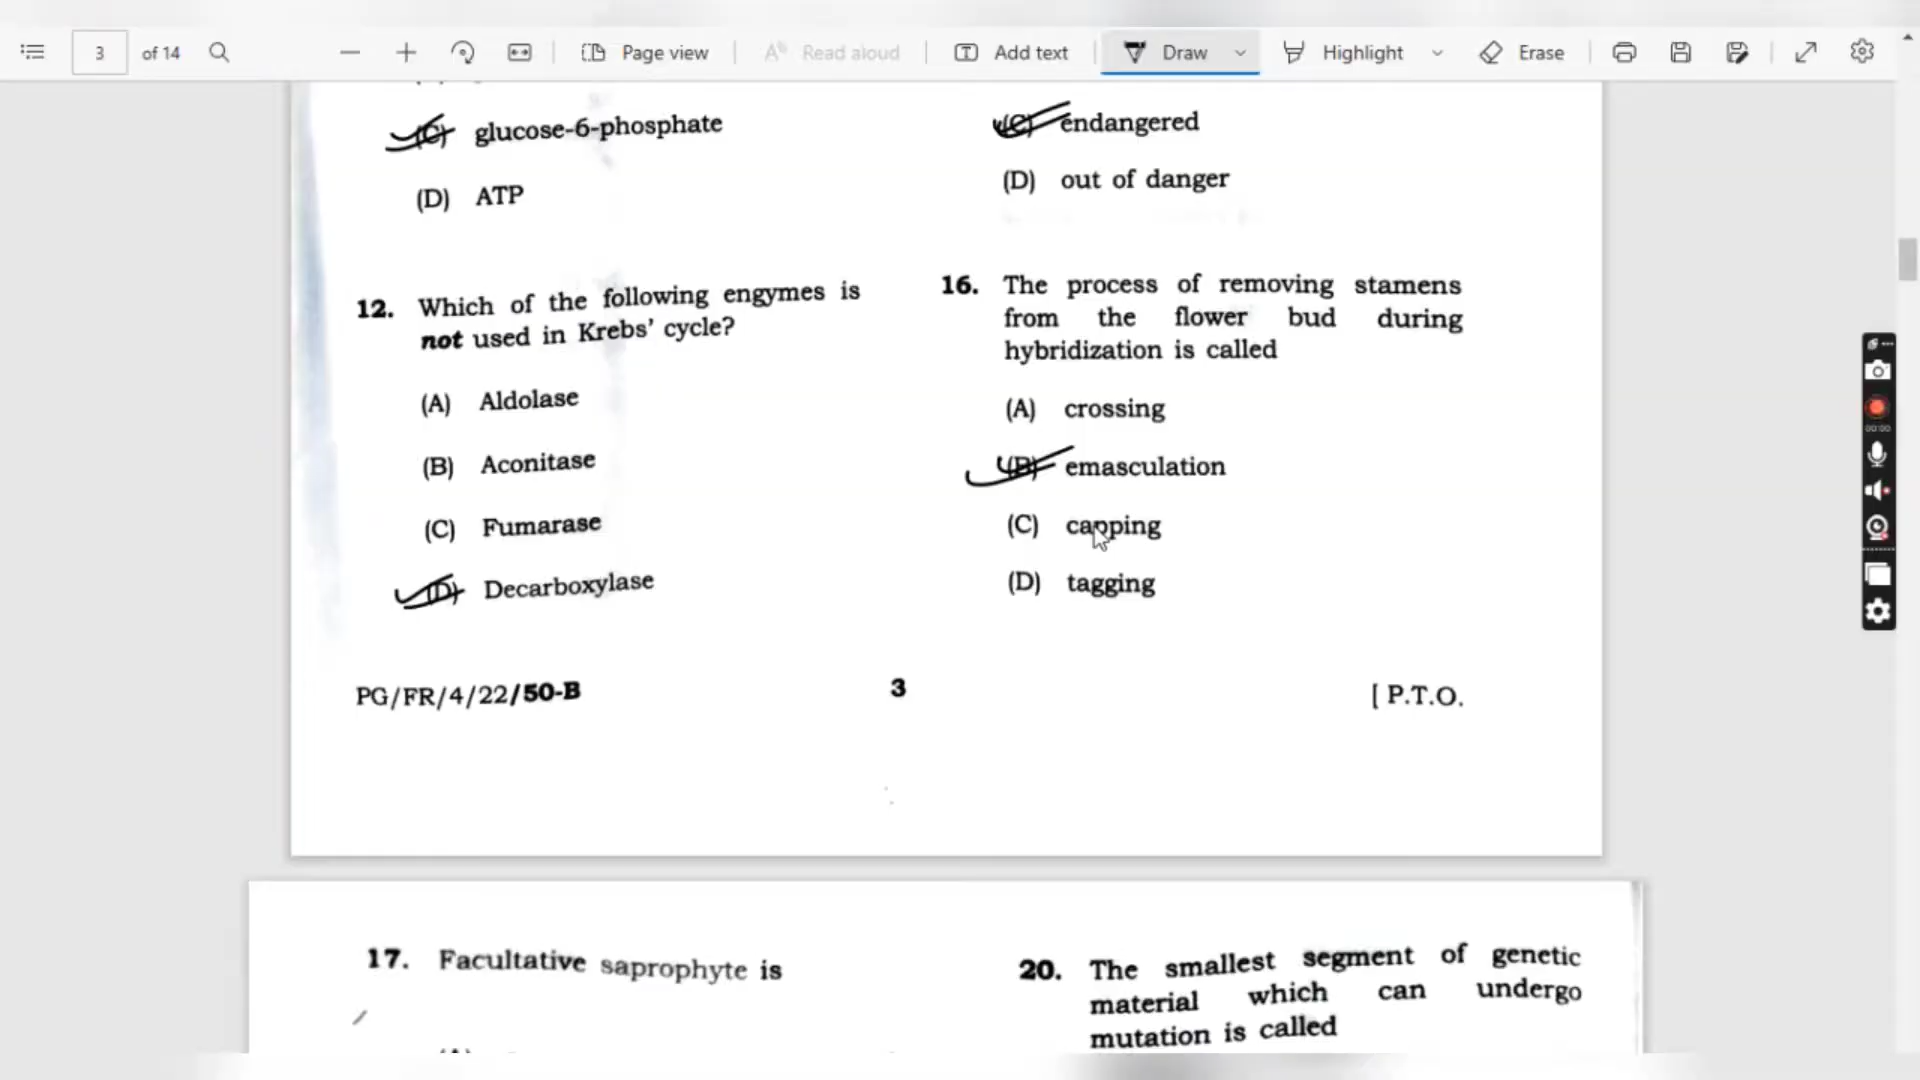 3 of 14 Page view Read aloud Add text Draw Highlight Erase
(C) glucose-6-phosphate
(D) ATP
12. Which of the following engymes is
not used in Krebs' cycle?
(A) Aldolase
(B) Aconitase
(C) Fumarase
(D) Decarboxylase
(C) endangered
(D) out of danger
16. The process of removing stamens
from the flower bud during
hybridization is called
(A) crossing
(B) emasculation
(C) capping
(D) tagging
00:00
PG/FR/4/22/50-B 3 [ P.T.O.
17. Facultative saprophyte is
20. The smallest segment of genetic
material which can undergo
mutation is called